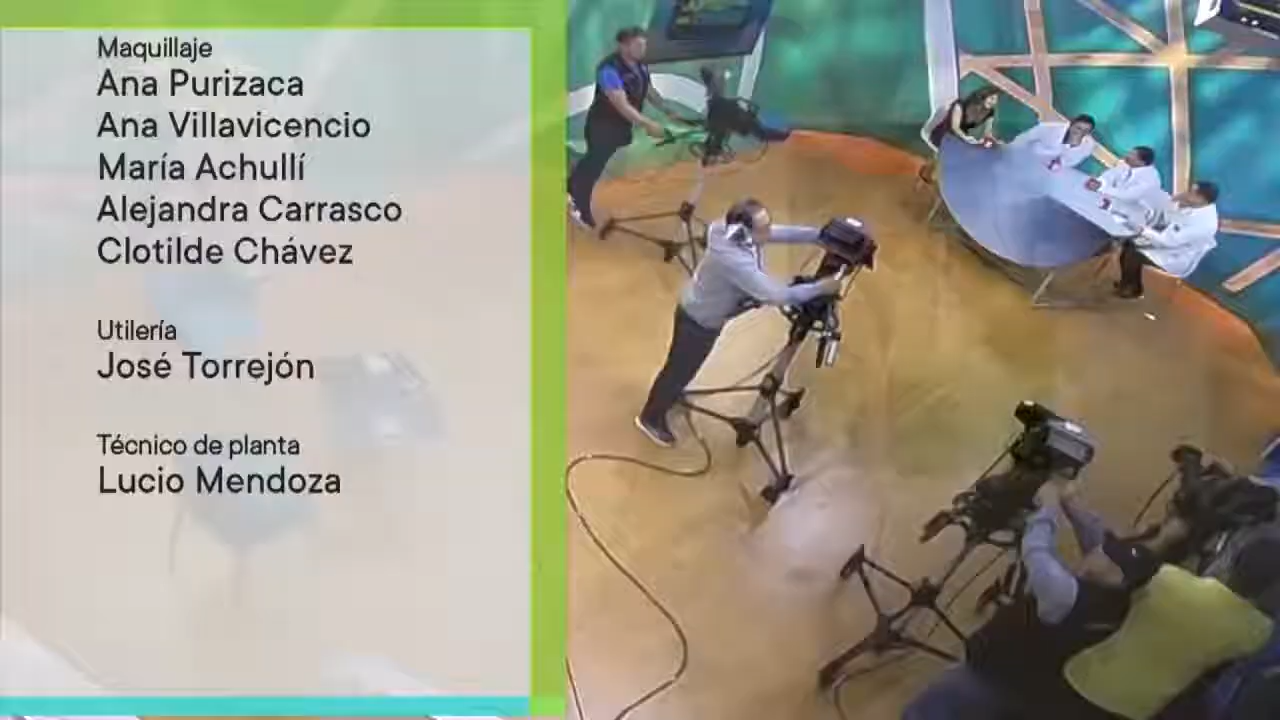 Maquillaje
Ana Purizaca
Ana Villavicencio
María Achullí
Alejandra Carrasco
Clotilde Chávez
Utilería
José Torrejón
Técnico de planta
Lucio Mendoza